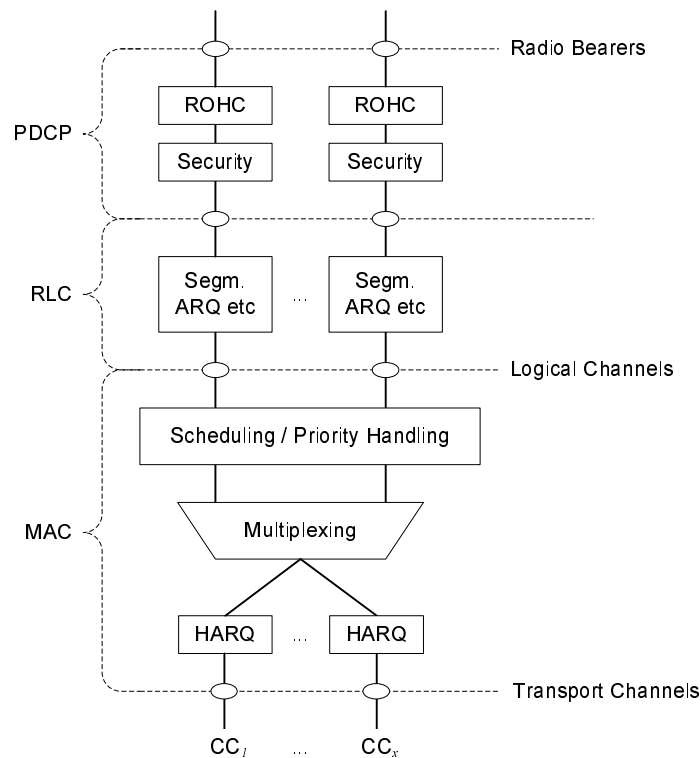 Radio Bearers
ROHC
ROHC
PDCP
Security
Security
Segm.
ARQ etc
...
Segm.
ARQ etc
RLC
Logical Channels
Scheduling / Priority Handling
Multiplexing
MAC
HARQ
...
HARQ
Transport Channels
CCl
...
CCx